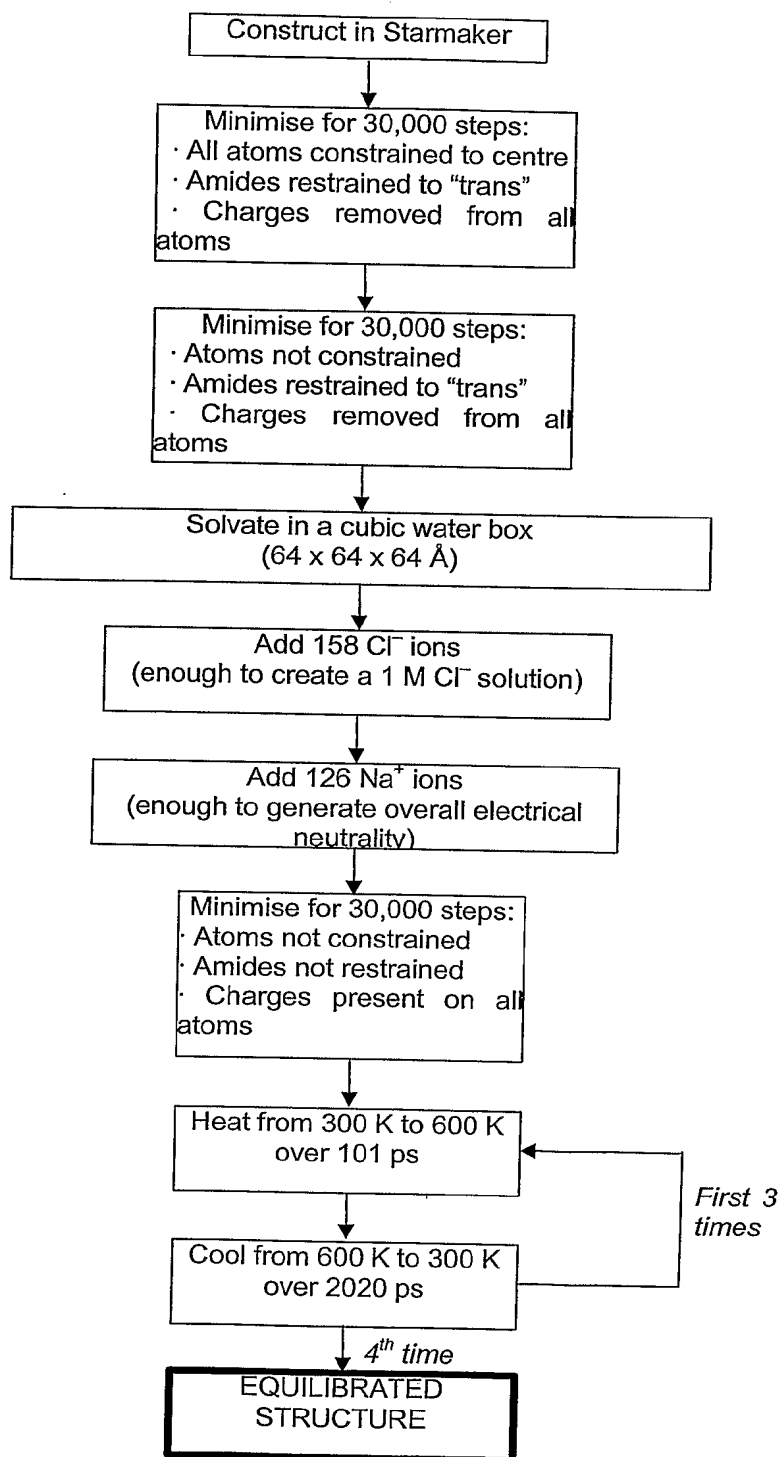 Construct in Starmaker
Minimise for 30,000 steps:
· All atoms constrained to centre
· Amides restrained to “trans”
· Charges removed from all
atoms
Minimise for 30,000 steps:
· Atoms not constrained
· Amides restrained to “trans”
· Charges removed from all
atoms
Solvate in a cubic water box
(64 x 64 x 64 Å)
Add 158 Cl⁻ ions
(enough to create a 1 M Cl⁻ solution)
Add 126 Na⁺ ions
(enough to generate overall electrical
neutrality)
Minimise for 30,000 steps:
· Atoms not constrained
· Amides not restrained
· Charges present on all
atoms
Heat from 300 K to 600 K
over 101 ps
First 3
times
Cool from 600 K to 300 K
over 2020 ps
4th time
EQUILIBRATED
STRUCTURE